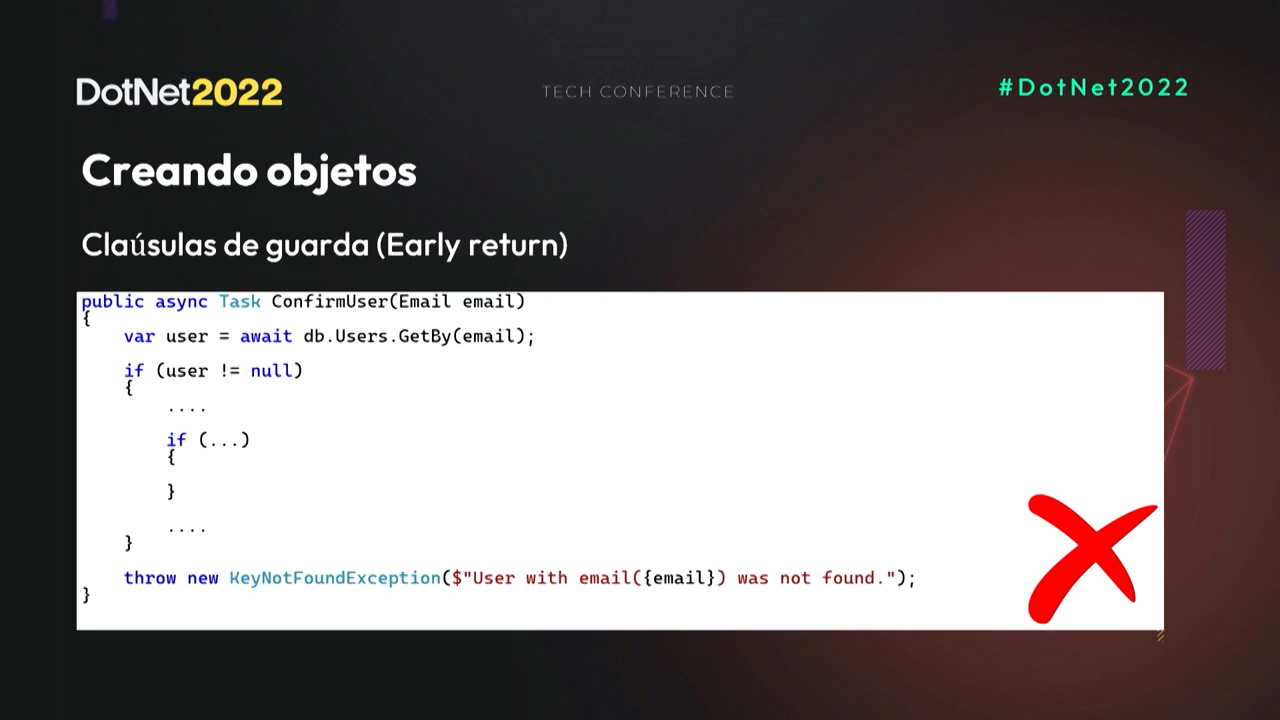 DotNet2022
TECH CONFERENCE
#DotNet2022
Creando objetos
Claúsulas de guarda (Early return)
public async Task ConfirmUser(Email email)
{
    var user = await db.Users.GetBy(email);
    if (user != null)
    {
        ....
        if (...)
        {
        }
        ....
    }
    throw new KeyNotFoundException($"User with email({email}) was not found.");
}